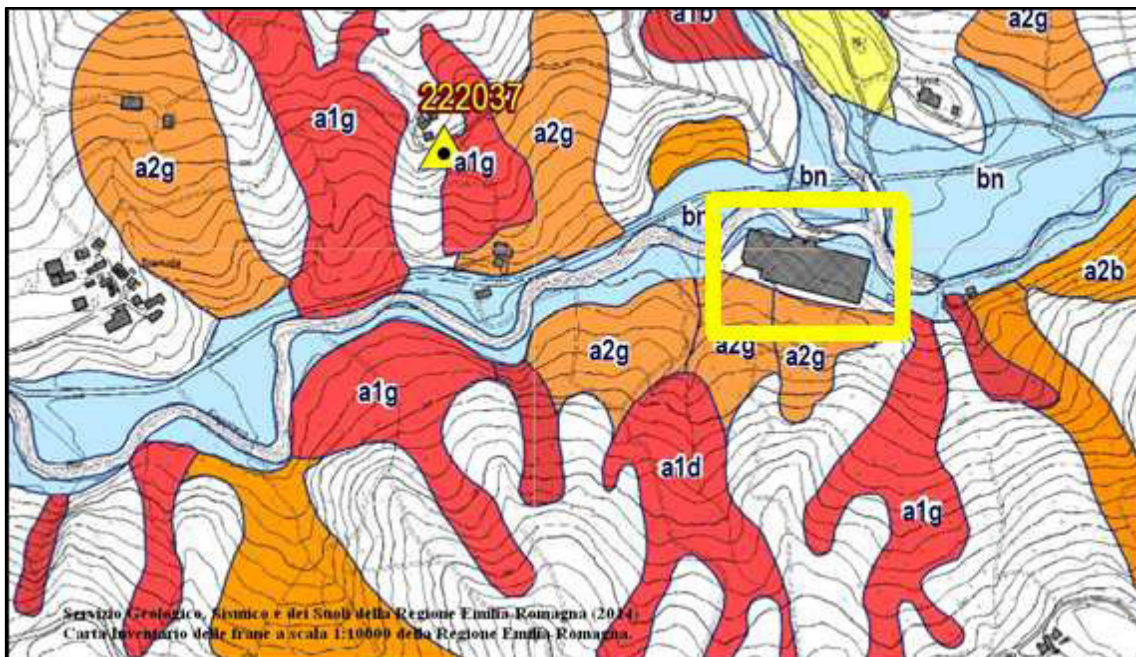 a1b
a2g
222037
a1g
a1g
a2g
a2g
bn
bn
a2b
a2g
a2g
a2g
a1g
a1d
a1g
Servizio Geologico, Sismico e dei Suoli della Regione Emilia-Romagna (2014)
Carta Inventario delle frane a scala 1:10000 della Regione Emilia-Romagna.